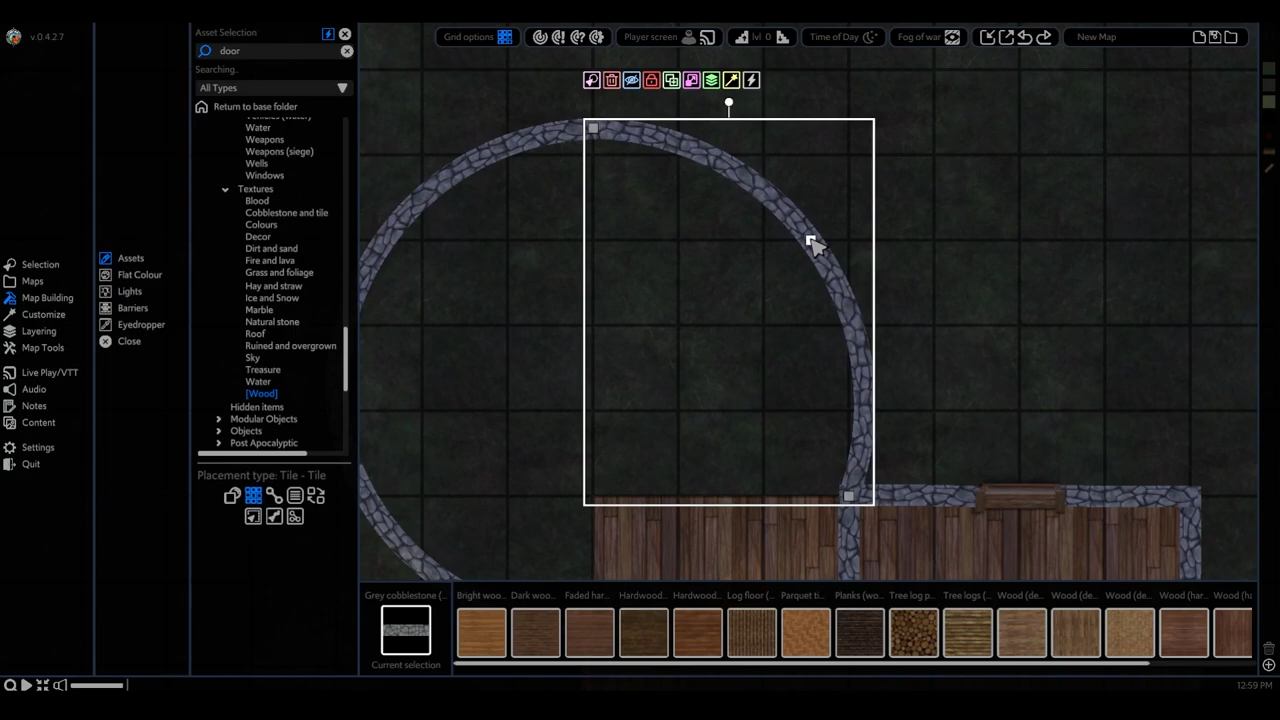 v.0.4.2.7
Selection
Maps
Map Building
Customize
Layering
Map Tools
Live Play/VTT
Audio
Notes
Content
Settings
Quit
Assets
Flat Colour
Lights
Barriers
Eyedropper
Close
Asset Selection
door
Searching..
All Types
Return to base folder
Vehicles (water)
Water
Weapons
Weapons (siege)
Wells
Windows
Textures
Blood
Cobblestone and tile
Colours
Decor
Dirt and sand
Fire and lava
Grass and foliage
Hay and straw
Ice and Snow
Marble
Natural stone
Roof
Ruined and overgrown
Sky
Treasure
Water
[Wood]
Hidden items
Modular Objects
Objects
Post Apocalyptic
Placement type: Tile - Tile
Grid options
Player screen
lvl 0
Time of Day
Fog of war
New Map
Grey cobblestone (...
Current selection
Bright woo...
Dark woo...
Faded har...
Hardwood...
Hardwood...
Log floor (...
Parquet ti...
Planks (wo...
Tree log p...
Tree logs (...
Wood (de...
Wood (de...
Wood (de...
Wood (har...
12:59 PM